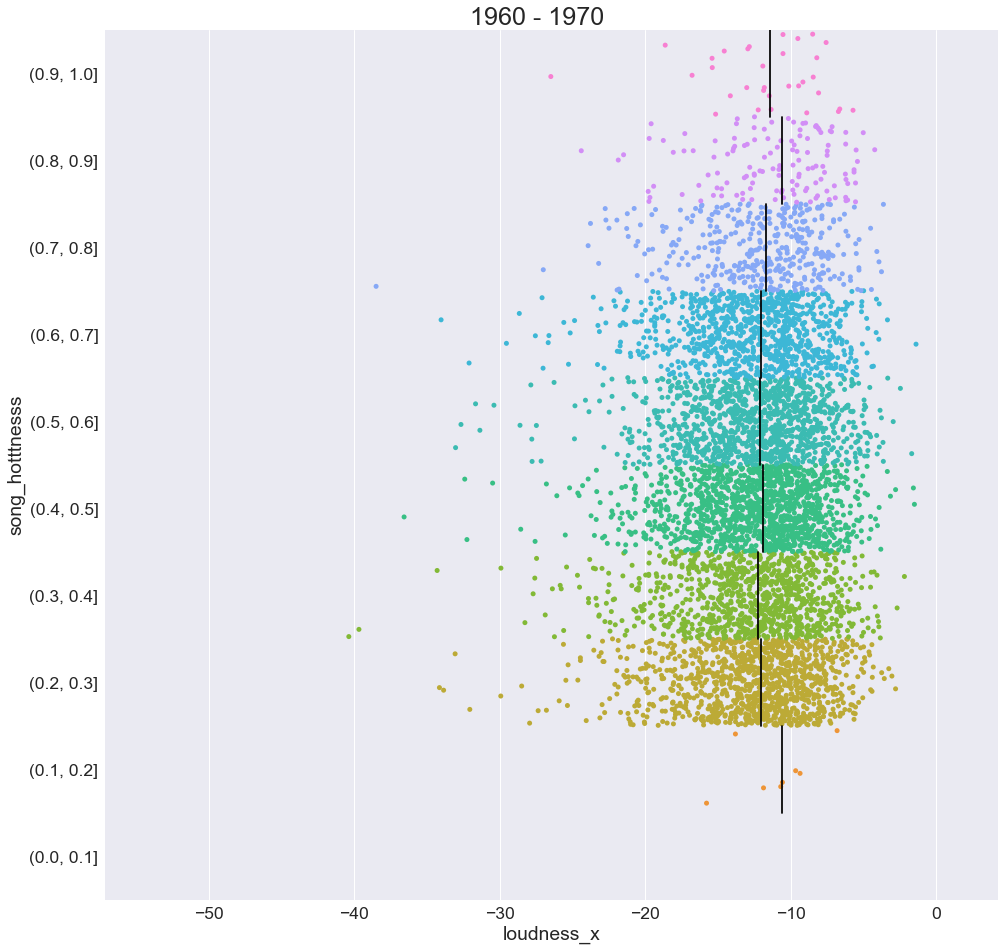 1960 - 1970
(0.9, 1.0]
(0.8, 0.9]
(0.7, 0.8]
(0.6, 0.7]
(0.5, 0.6]
(0.4, 0.5]
(0.3, 0.4]
(0.2, 0.3]
(0.1, 0.2]
(0.0, 0.1]
song_hotttnesss
−50 −40 −30 −20 −10 0
loudness_x